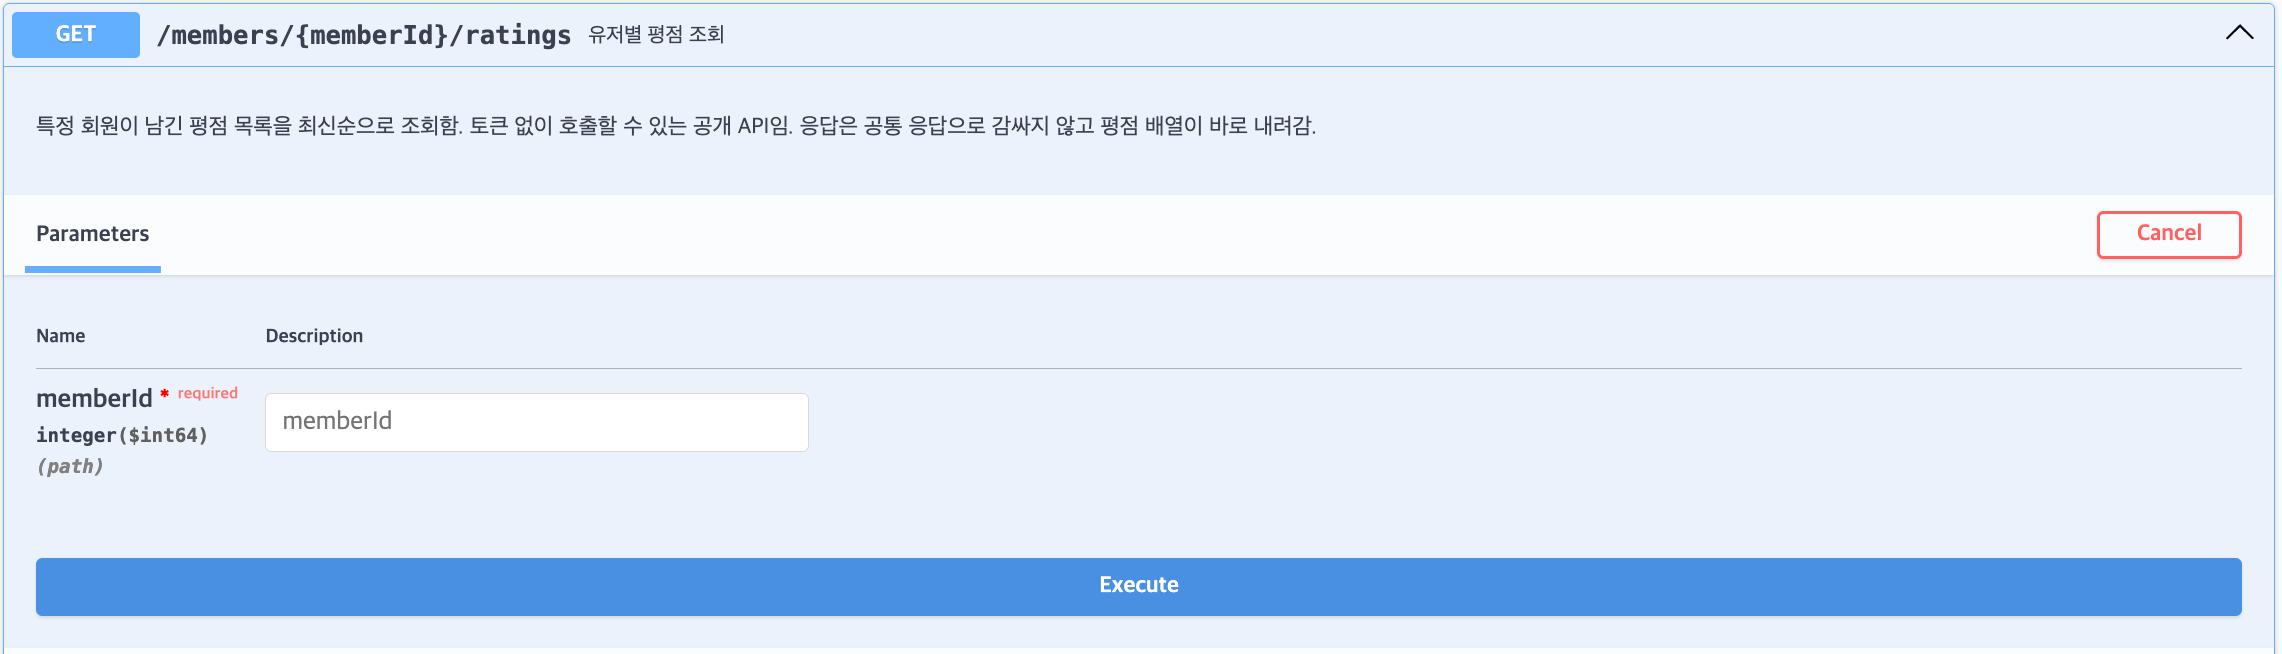 GET /members/{memberId}/ratings 유저별 평점 조회
특정 회원이 남긴 평점 목록을 최신순으로 조회함. 토큰 없이 호출할 수 있는 공개 API임. 응답은 공통 응답으로 감싸지 않고 평점 배열이 바로 내려감.
Parameters Cancel
Name Description
memberId * required
memberId
integer($int64)
(path)
Execute